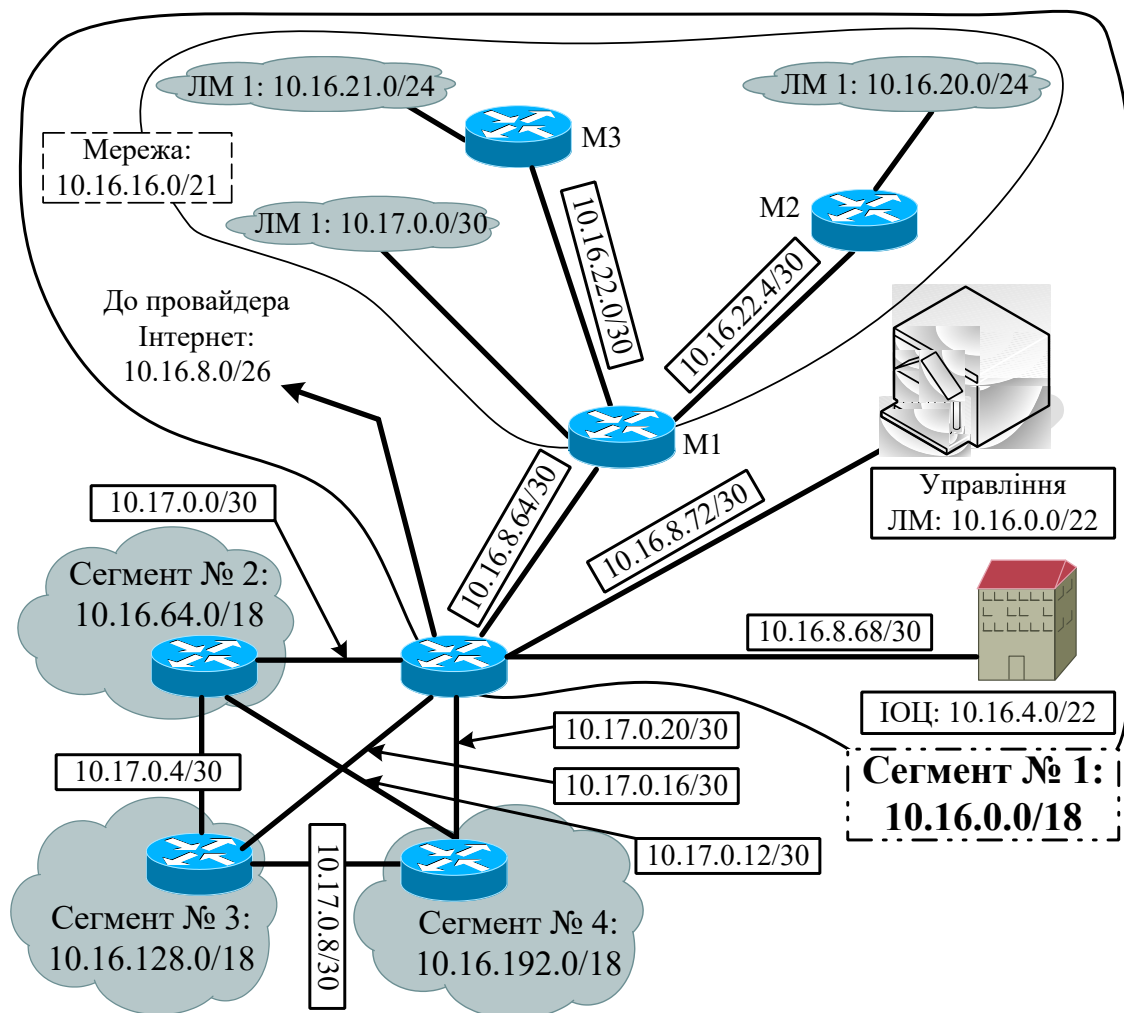 ЛМ 1: 10.16.21.0/24
ЛМ 1: 10.16.20.0/24
М3
Мережа:
10.16.16.0/21
М2
ЛМ 1: 10.17.0.0/30
10.16.22.0/30
10.16.22.4/30
До провайдера
Інтернет:
10.16.8.0/26
М1
10.16.8.64/30
10.16.8.72/30
Управління
ЛМ: 10.16.0.0/22
10.17.0.0/30
Сегмент № 2:
10.16.64.0/18
10.16.8.68/30
ІОЦ: 10.16.4.0/22
10.17.0.20/30
10.17.0.4/30
10.17.0.16/30
Сегмент № 1:
10.16.0.0/18
10.17.0.12/30
10.17.0.8/30
Сегмент № 3:
10.16.128.0/18
Сегмент № 4:
10.16.192.0/18